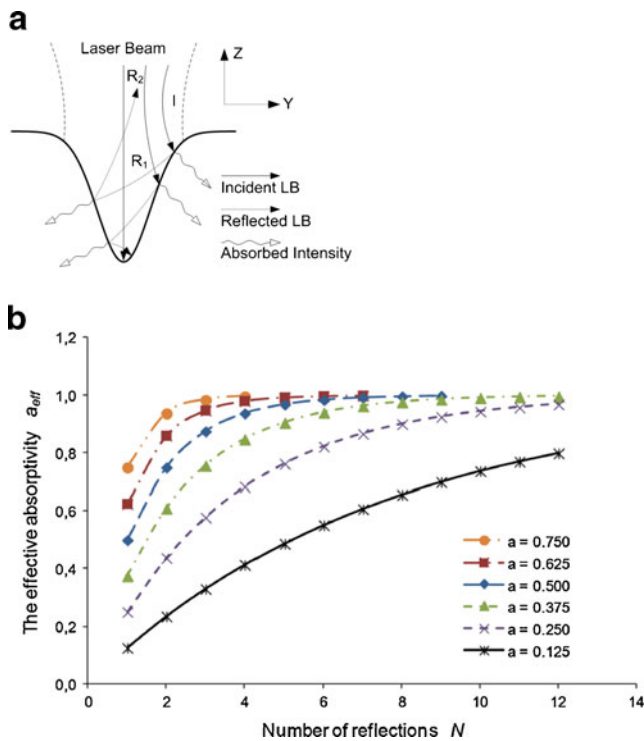 a
Laser Beam
Z
R2
I
Y
R1
Incident LB
Reflected LB
Absorbed Intensity
b
1,2
1,0
0,8
0,6
0,4
0,2
0,0
The effective absorptivity aeff
a = 0.750
a = 0.625
a = 0.500
a = 0.375
a = 0.250
a = 0.125
0 2 4 6 8 10 12 14
Number of reflections N